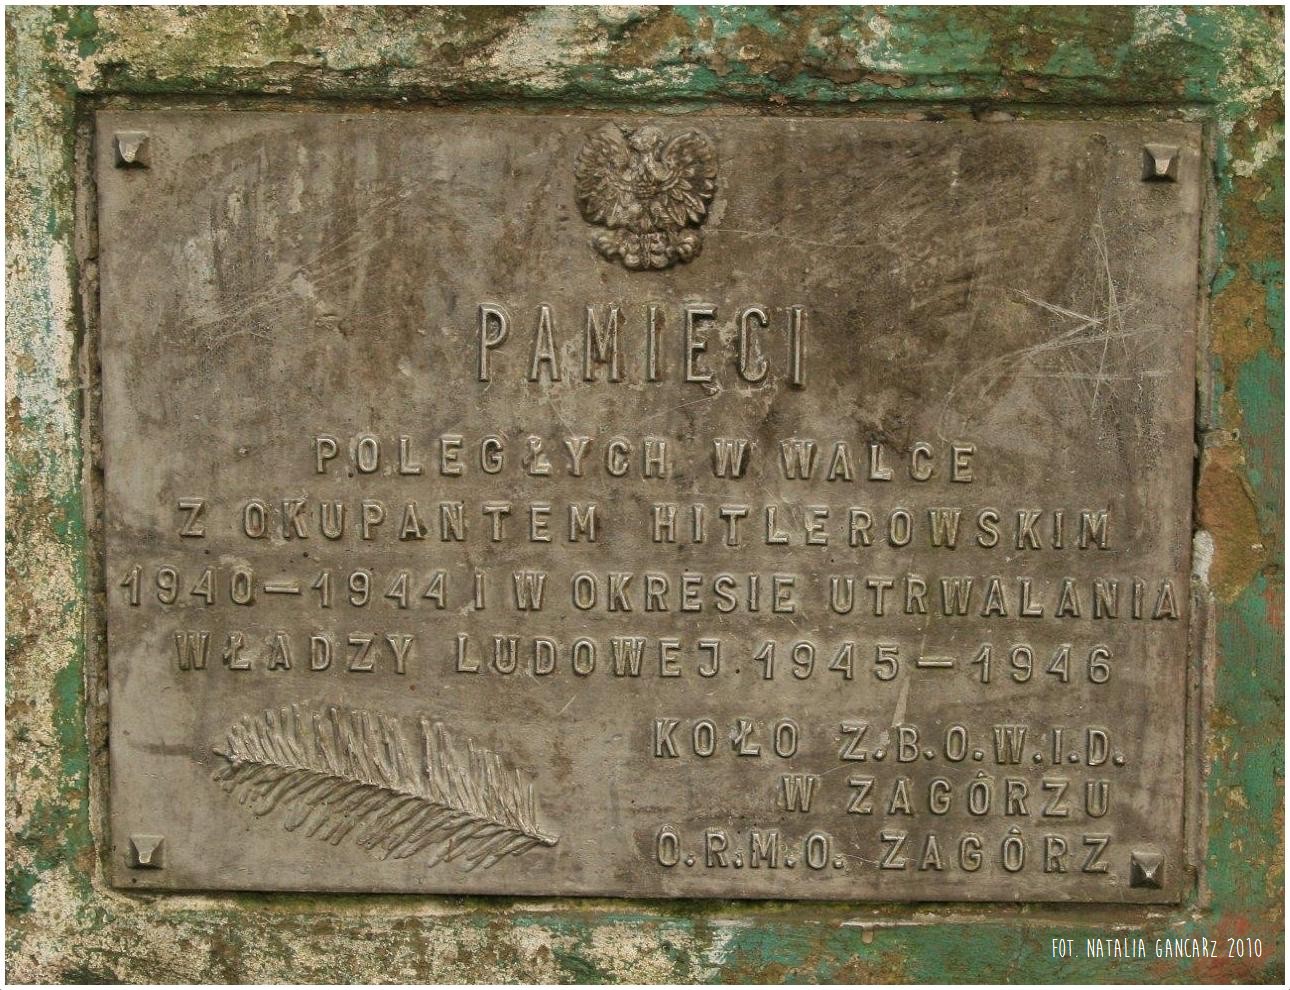 PAMIĘCI
POLEGŁYCH W WALCE
Z OKUPANTEM HITLEROWSKIM
1940-1944 I W OKRESIE UTRWALANIA
WŁADZY LUDOWEJ 1945-1946
KOŁO Z.B.O.W.I.D.
W ZAGÓRZU
O.R.M.O. ZAGÓRZ
FOT. NATALIA GANCARZ 2010